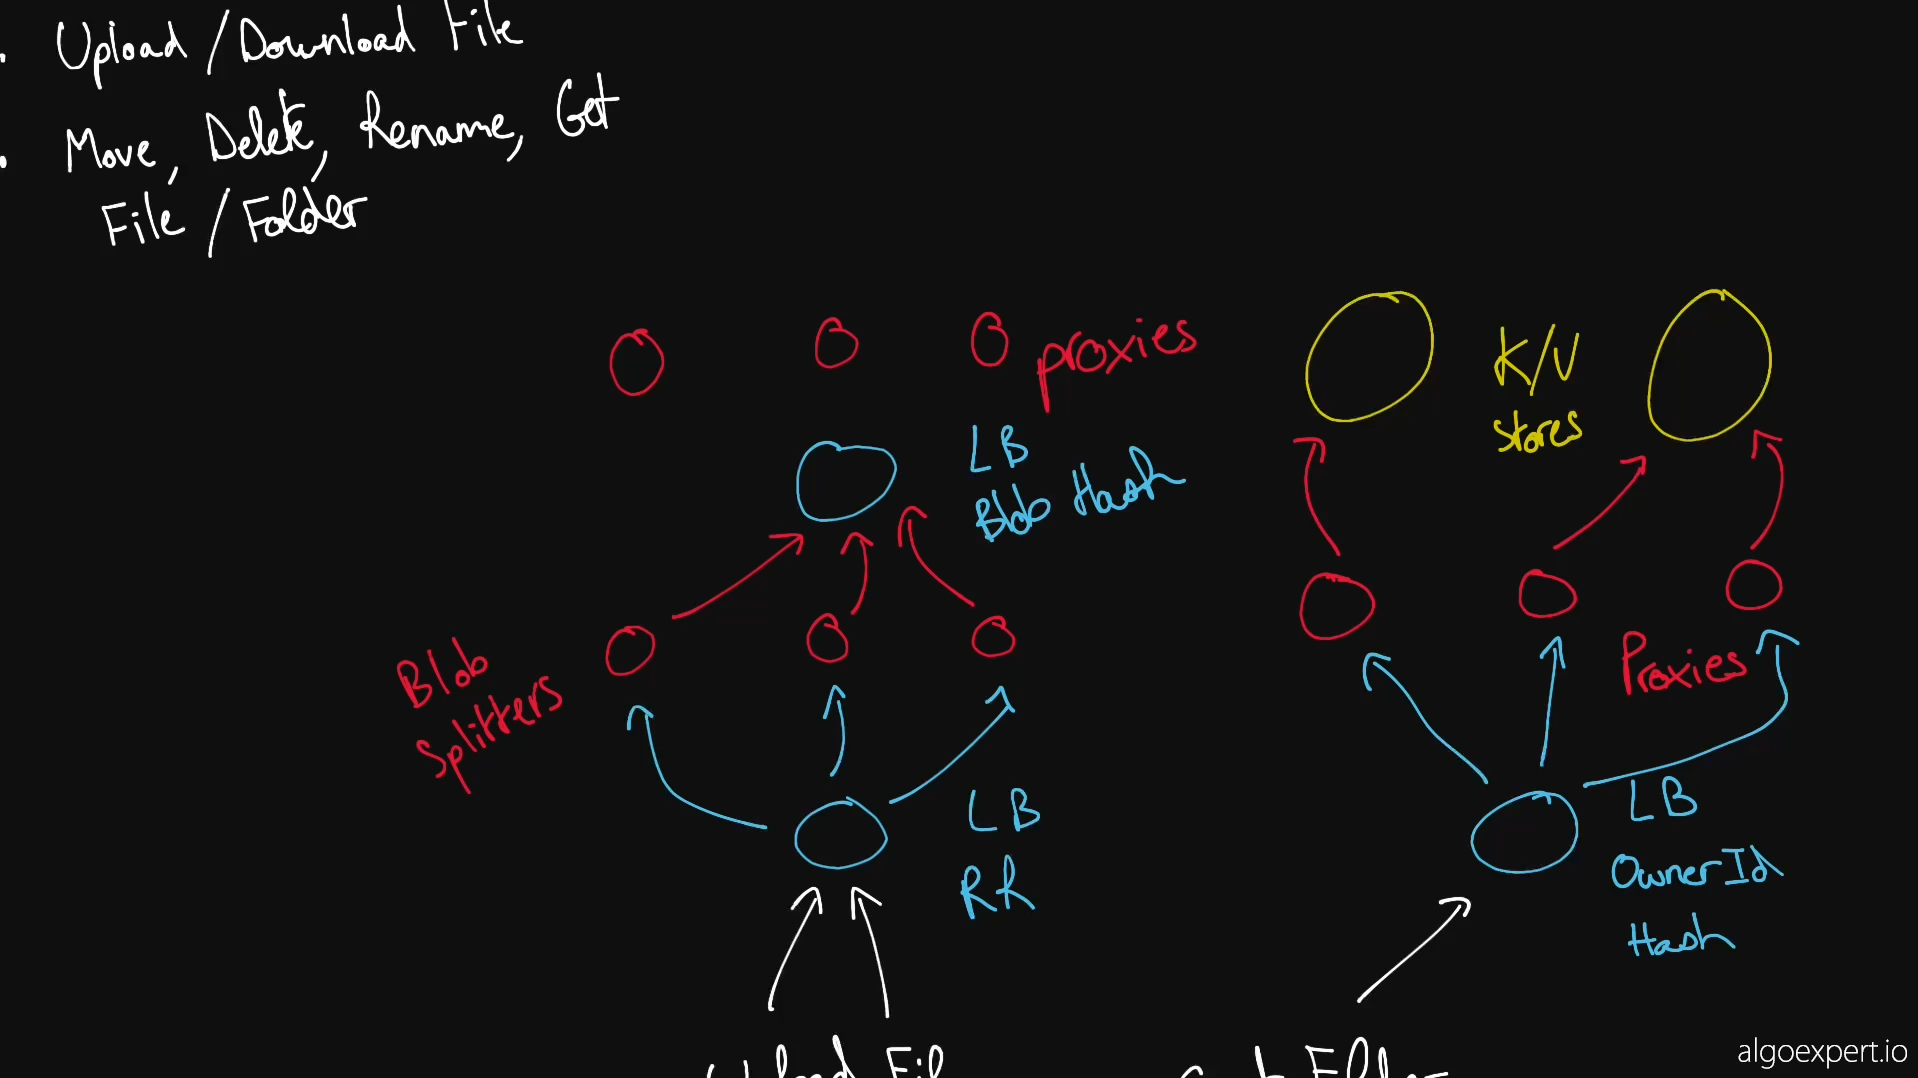 • Upload / Download File
• Move, Delete, Rename, Get
File / Folder
proxies
K/V
stores
LB
Blob Hash
Blob
Splitters
Proxies
LB
RR
LB
OwnerId
Hash
algoexpert.io